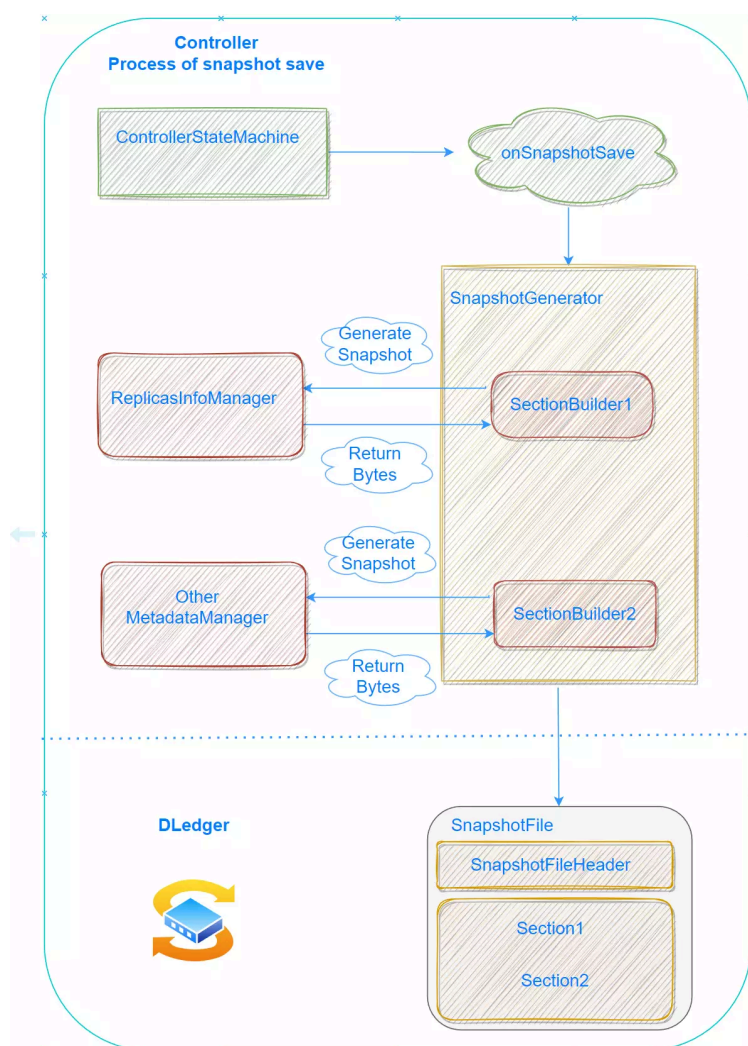 Controller
Process of snapshot save
ControllerStateMachine
onSnapshotSave
SnapshotGenerator
Generate
Snapshot
ReplicasInfoManager
SectionBuilder1
Return
Bytes
Generate
Snapshot
Other
MetadataManager
SectionBuilder2
Return
Bytes
DLedger
SnapshotFile
SnapshotFileHeader
Section1
Section2